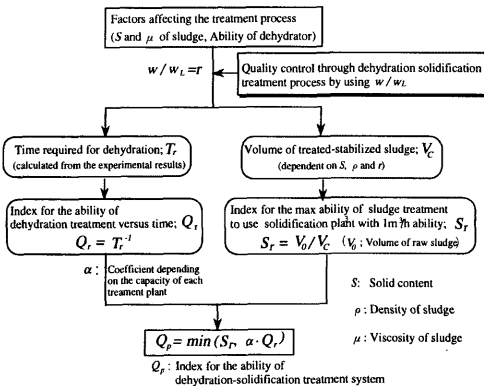 Factors affecting the treatment process
(S and μ of sludge, Ability of dehydrator)
w/w_L=r
Quality control through dehydration solidification
treatment process by using w/w_L
Time required for dehydration; T_r
(calculated from the experimental results)
Volume of treated-stabilized sludge; V_C
(dependent on S, ρ and r)
Index for the ability of
dehydration treatment versus time; Q_r
Q_r = T_r^-1
Index for the max ability of sludge treatment
to use solidification plant with 1m³/h ability; S_r
S_r = V_0/V_C (V_0; Volume of raw sludge)
α: Coefficient depending
on the capacity of each
treament plant
S: Solid content
ρ: Density of sludge
μ: Viscosity of sludge
Q_p = min(S_r, α·Q_r)
Q_p: Index for the ability of
dehydration-solidification treatment system